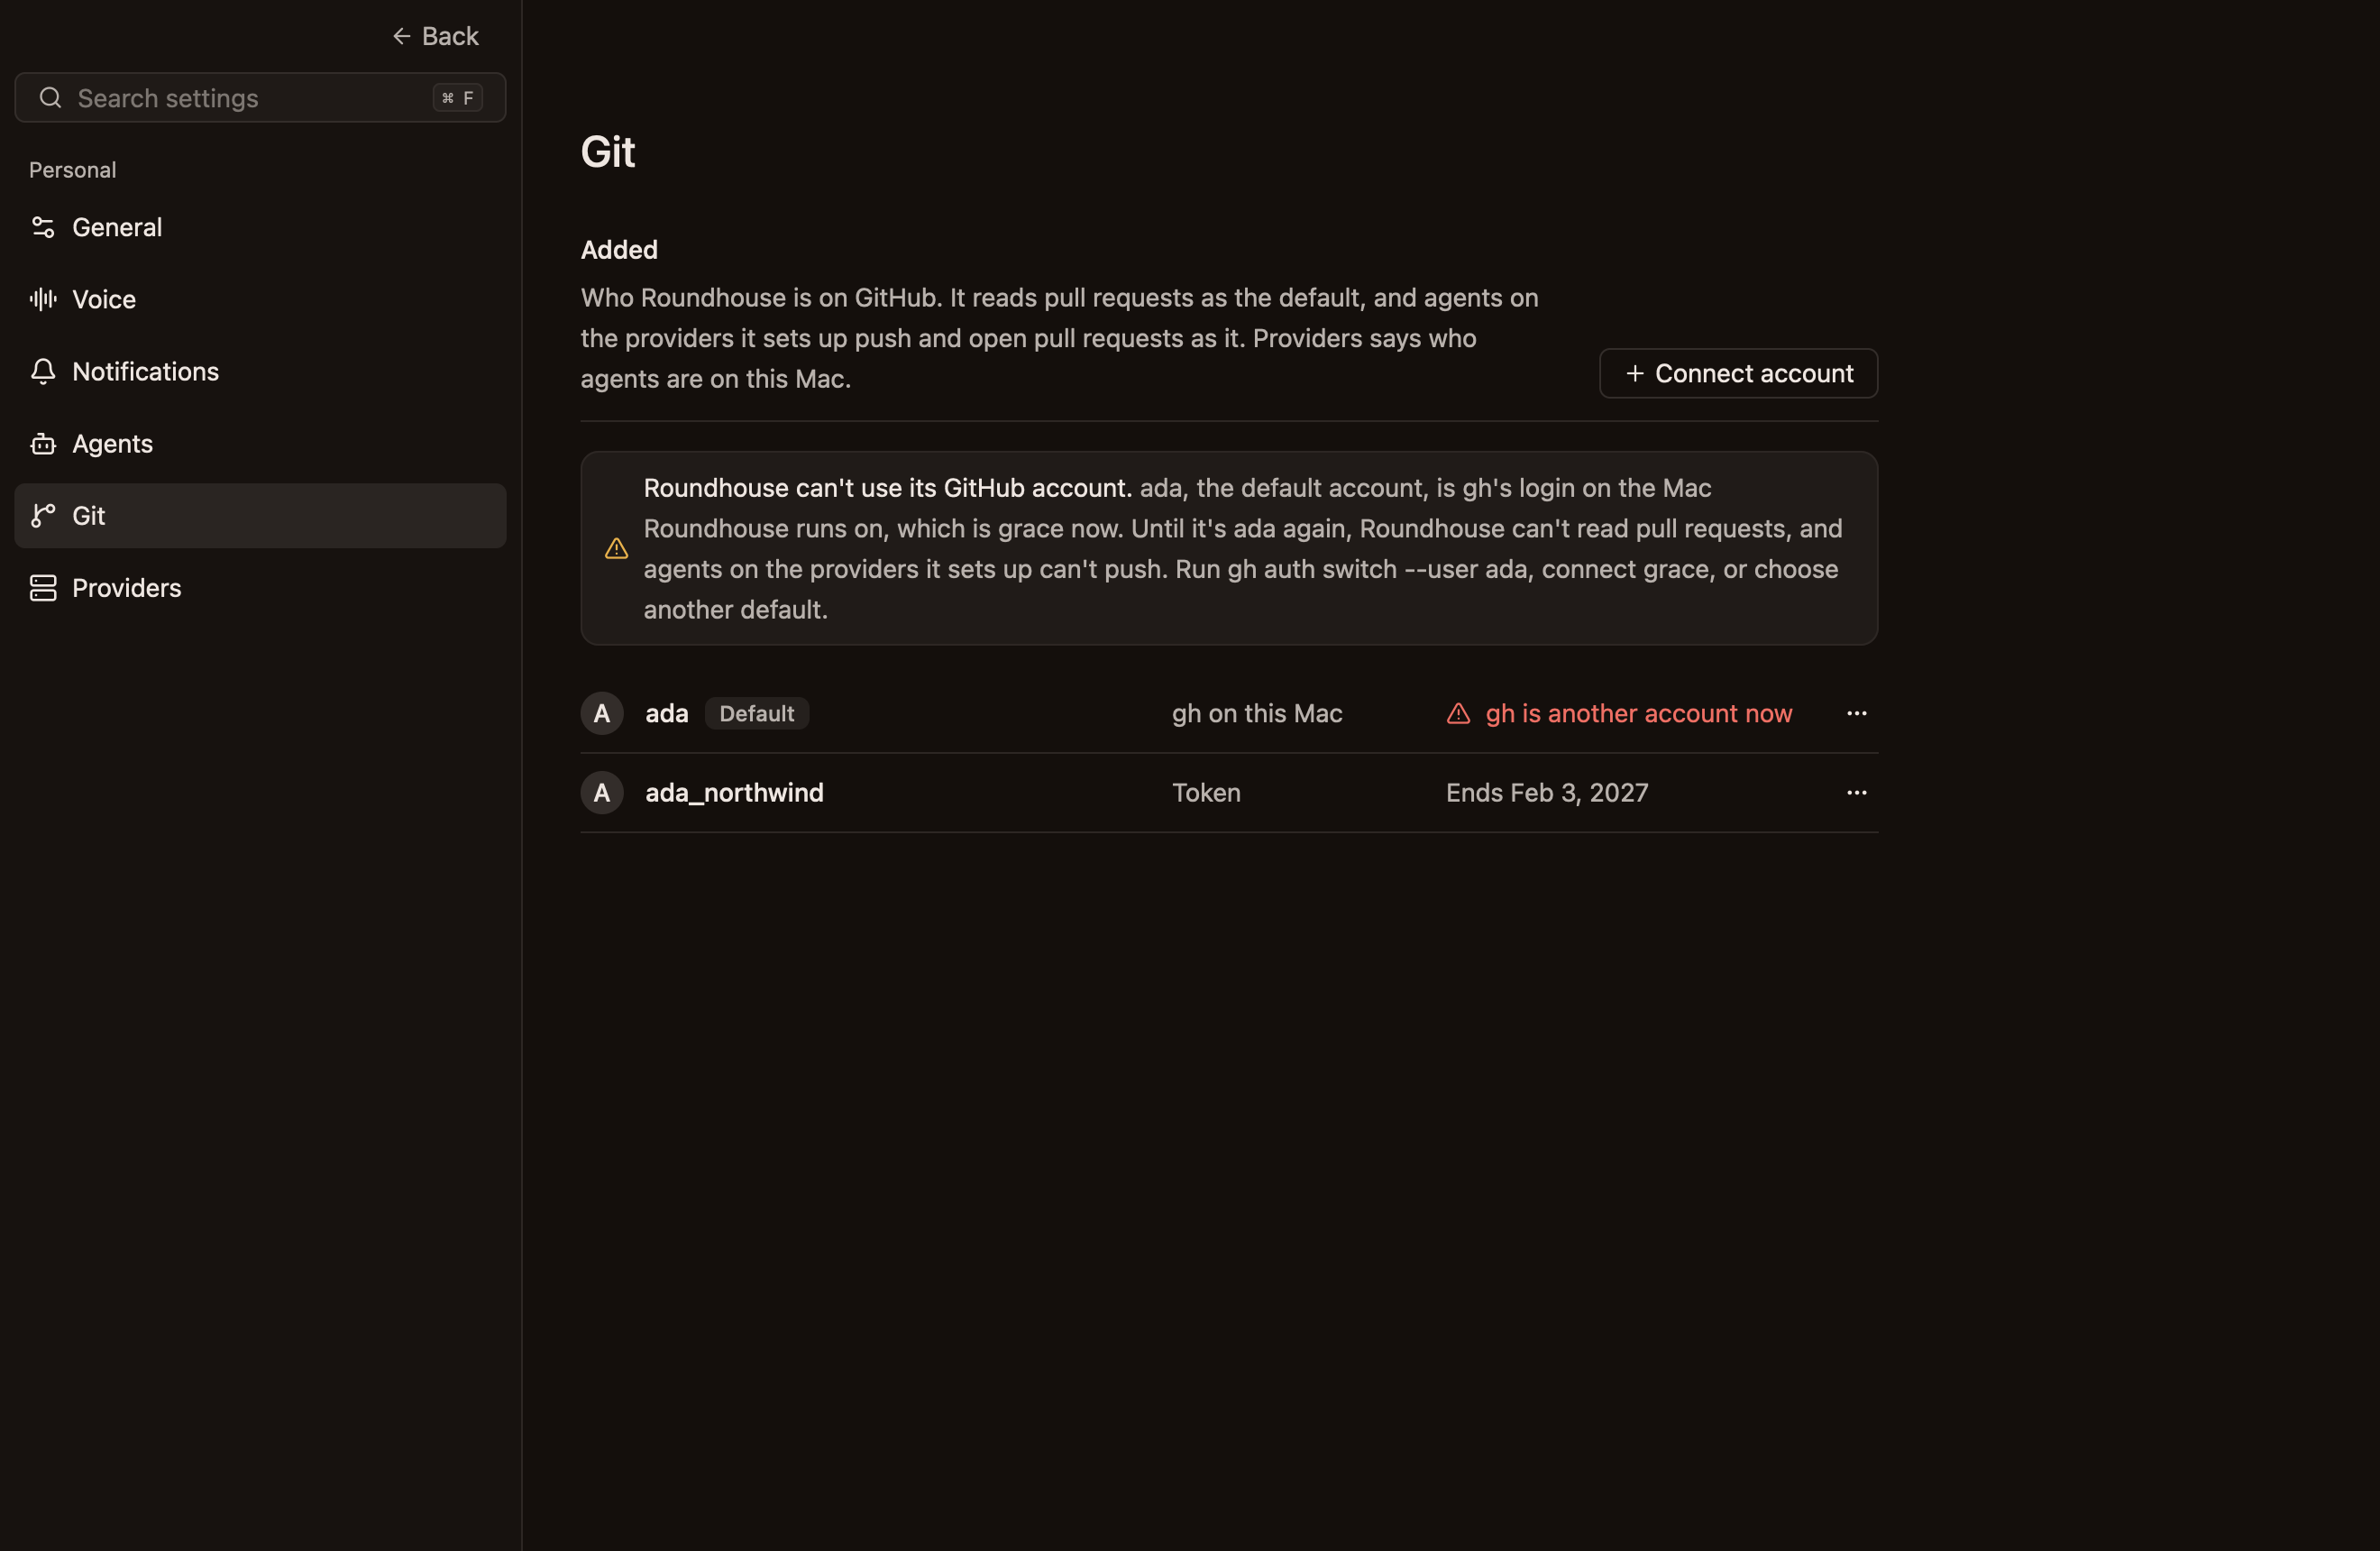 Back
Search settings
⌘ F
Personal
General
Voice
Notifications
Agents
Git
Providers
Git
Added
Who Roundhouse is on GitHub. It reads pull requests as the default, and agents on
the providers it sets up push and open pull requests as it. Providers says who
agents are on this Mac.
Connect account
Roundhouse can't use its GitHub account. ada, the default account, is gh's login on the Mac
Roundhouse runs on, which is grace now. Until it's ada again, Roundhouse can't read pull requests, and
agents on the providers it sets up can't push. Run gh auth switch --user ada, connect grace, or choose
another default.
A ada Default gh on this Mac gh is another account now
A ada_northwind Token Ends Feb 3, 2027